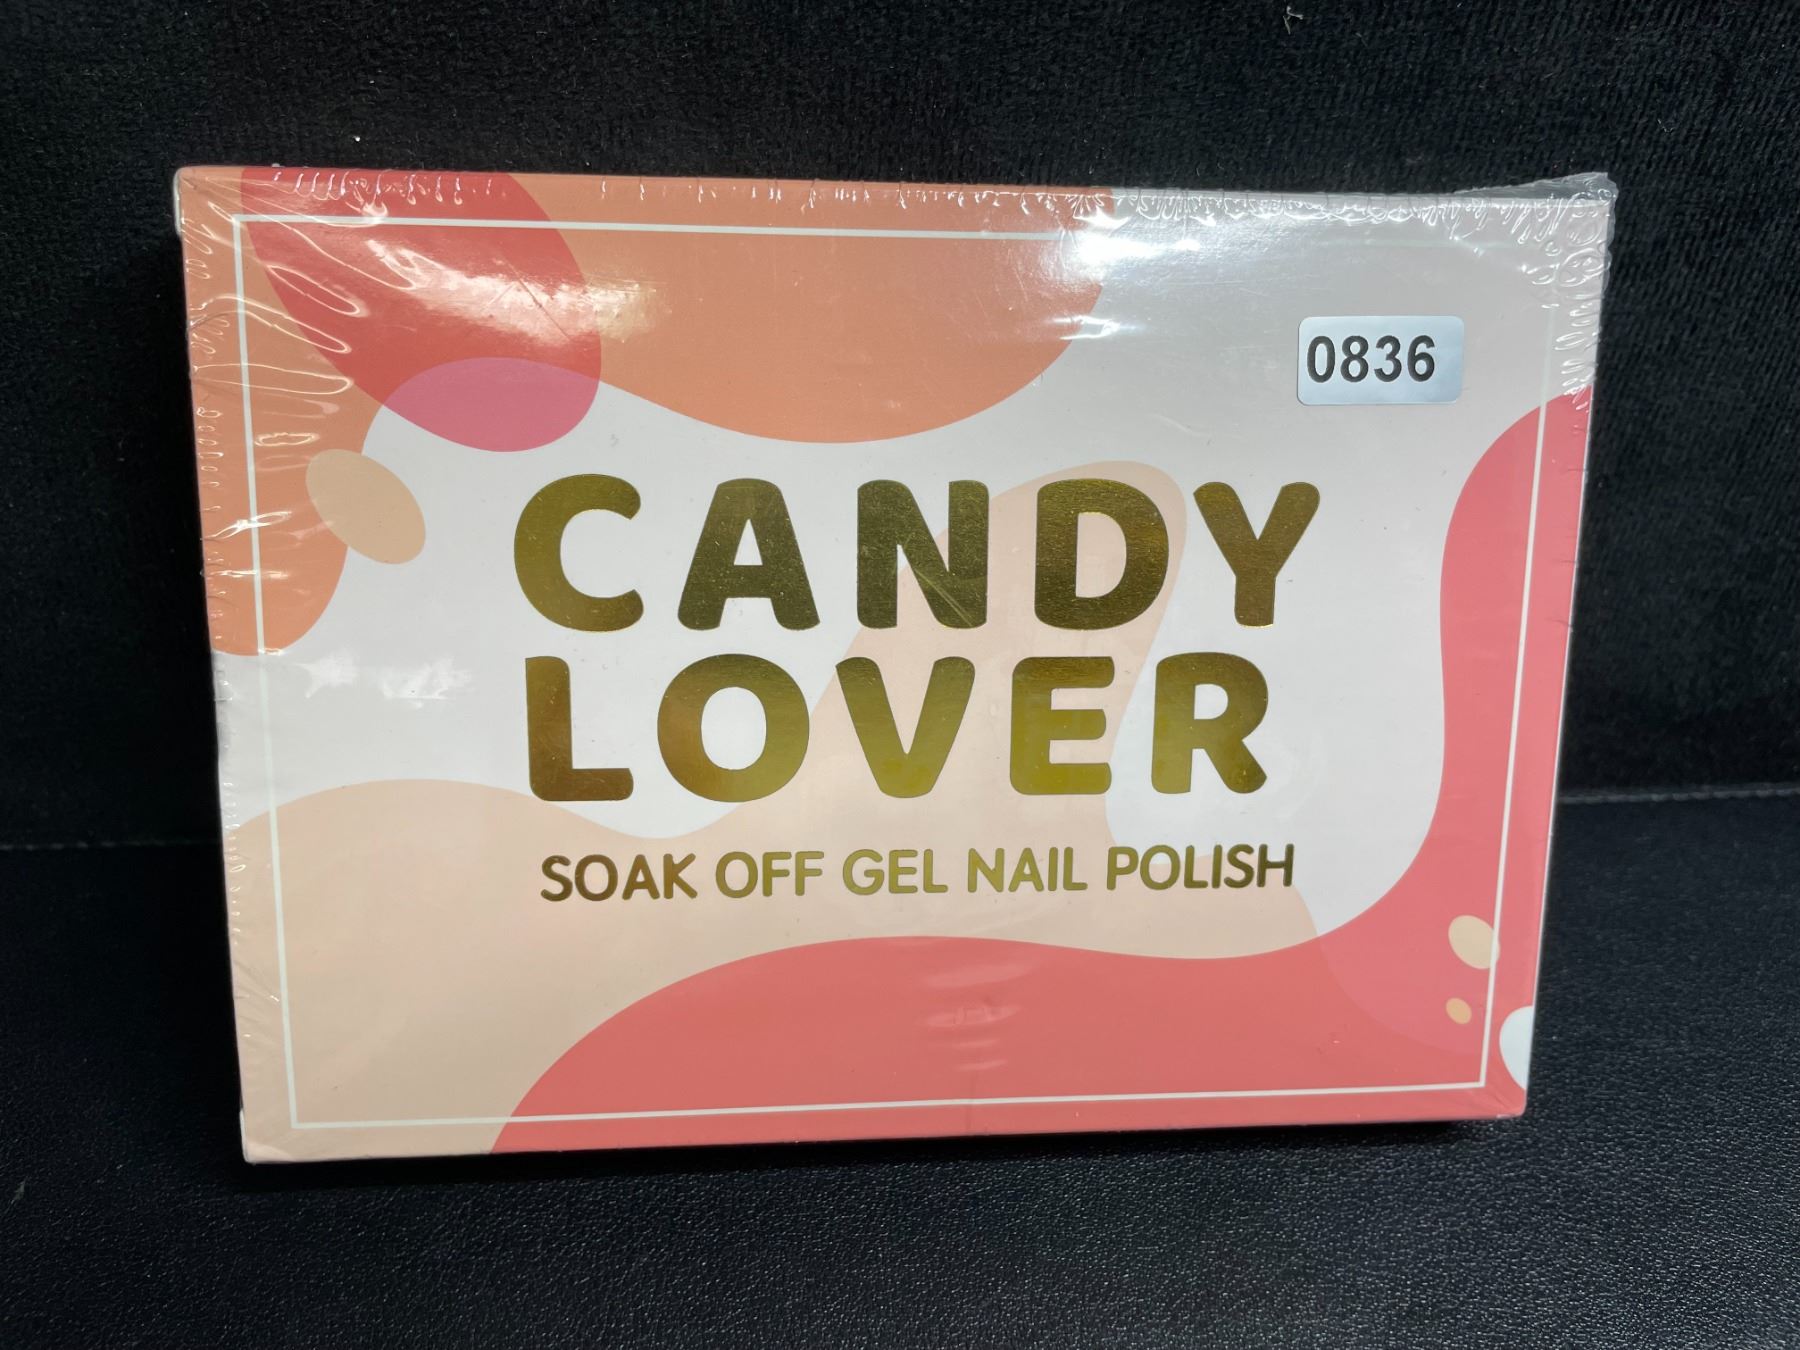 0836
CANDY
LOVER
SOAK OFF GEL NAIL POLISH